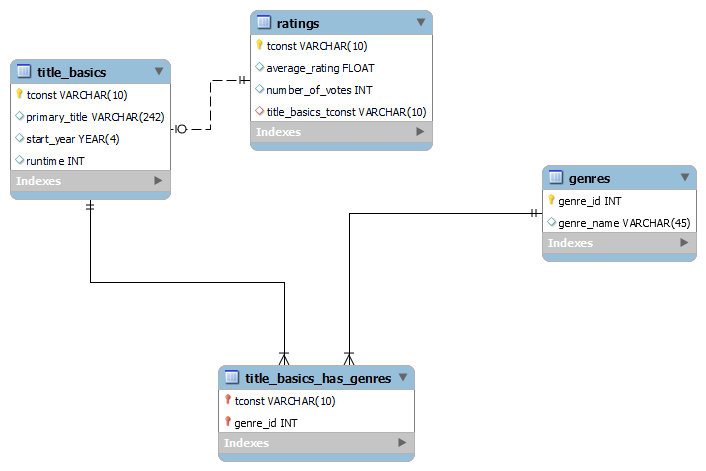 ratings
tconst VARCHAR(10)
average_rating FLOAT
number_of_votes INT
title_basics_tconst VARCHAR(10)
Indexes
title_basics
tconst VARCHAR(10)
primary_title VARCHAR(242)
start_year YEAR(4)
runtime INT
Indexes
genres
genre_id INT
genre_name VARCHAR(45)
Indexes
title_basics_has_genres
tconst VARCHAR(10)
genre_id INT
Indexes